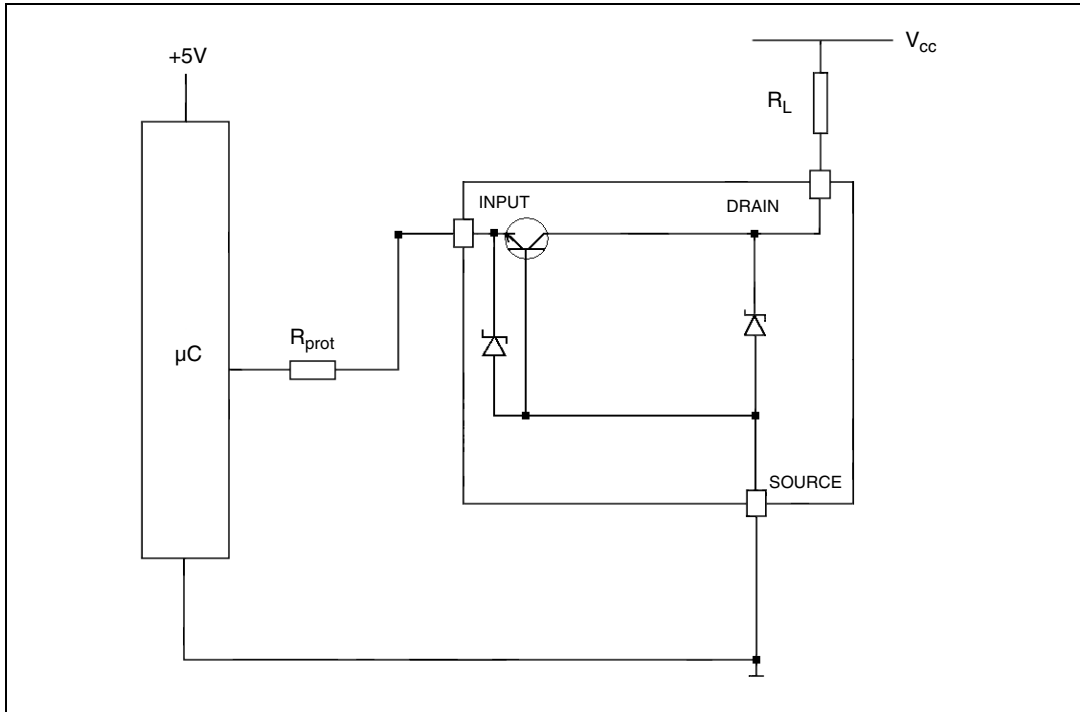 +5V
V_cc
R_L
INPUT
DRAIN
R_prot
µC
SOURCE